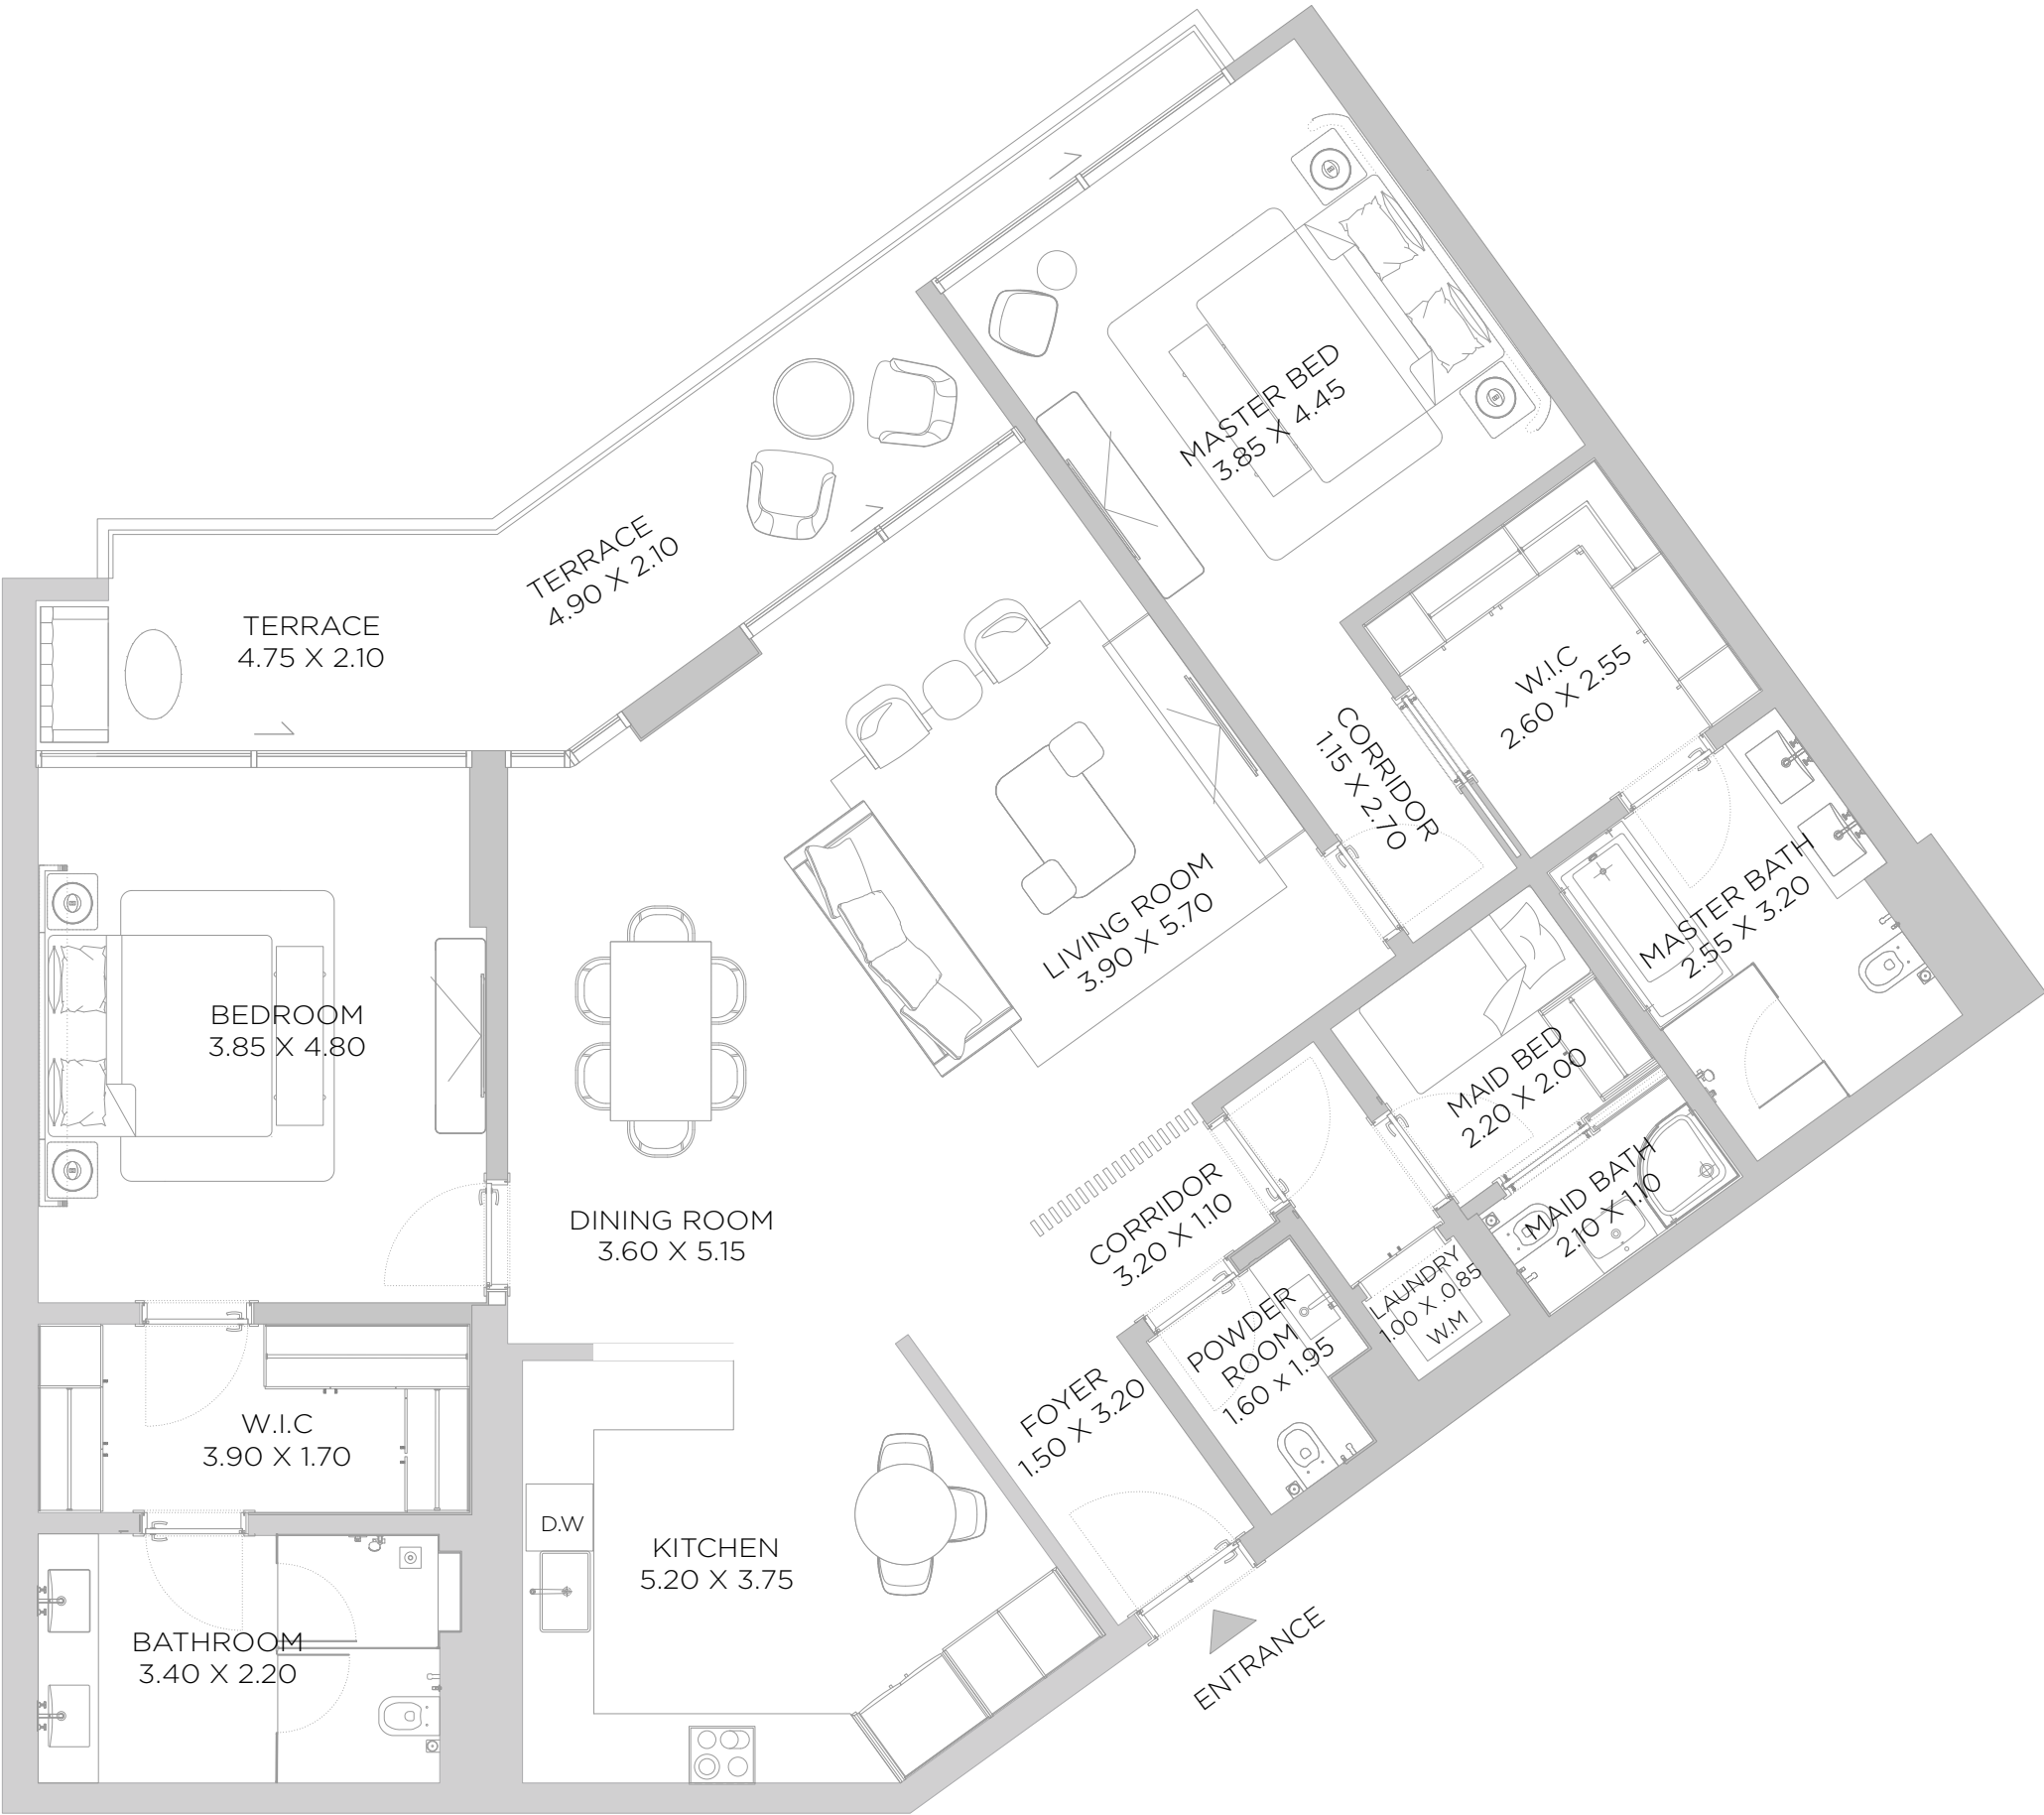 MASTER BED
3.85 X 4.45
TERRACE
4.90 X 2.10
TERRACE
4.75 X 2.10
W.I.C
2.60 X 2.55
CORRIDOR
1.15 X 2.70
MASTER BATH
2.55 X 3.20
LIVING ROOM
3.90 X 5.70
BEDROOM
3.85 X 4.80
MAID BED
2.20 X 2.00
MAID BATH
2.10 X 1.10
DINING ROOM
3.60 X 5.15
CORRIDOR
3.20 X 1.10
LAUNDRY
1.00 X .0.85
W.M
POWDER
ROOM
1.60 x 1.95
FOYER
1.50 X 3.20
W.I.C
3.90 X 1.70
D.W
KITCHEN
5.20 X 3.75
BATHROOM
3.40 X 2.20
ENTRANCE